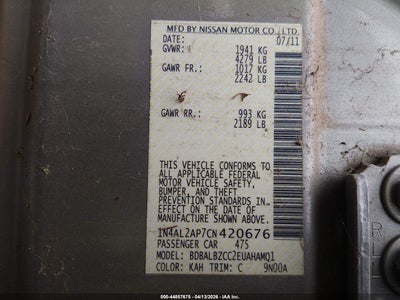 MFD BY NISSAN MOTOR CO., LTD
DATE: 07/11
GVWR: 1941 KG
4279 LB
GAWR FR.: 1017 KG
2242 LB
GAWR RR.: 993 KG
2189 LB
THIS VEHICLE CONFORMS TO
ALL APPLICABLE FEDERAL
MOTOR VEHICLE SAFETY,
BUMPER, AND THEFT
PREVENTION STANDARDS IN
EFFECT ON THE DATE OF
MANUFACTURE SHOWN ABOVE.
1N4AL2AP7CN420676
PASSENGER CAR 475
MODEL: BDBALBZCC2EUAHAMQ1
COLOR: KAH TRIM: C 9N00A
ID: 44857675 - 04/13/2026 - IAA, Inc.